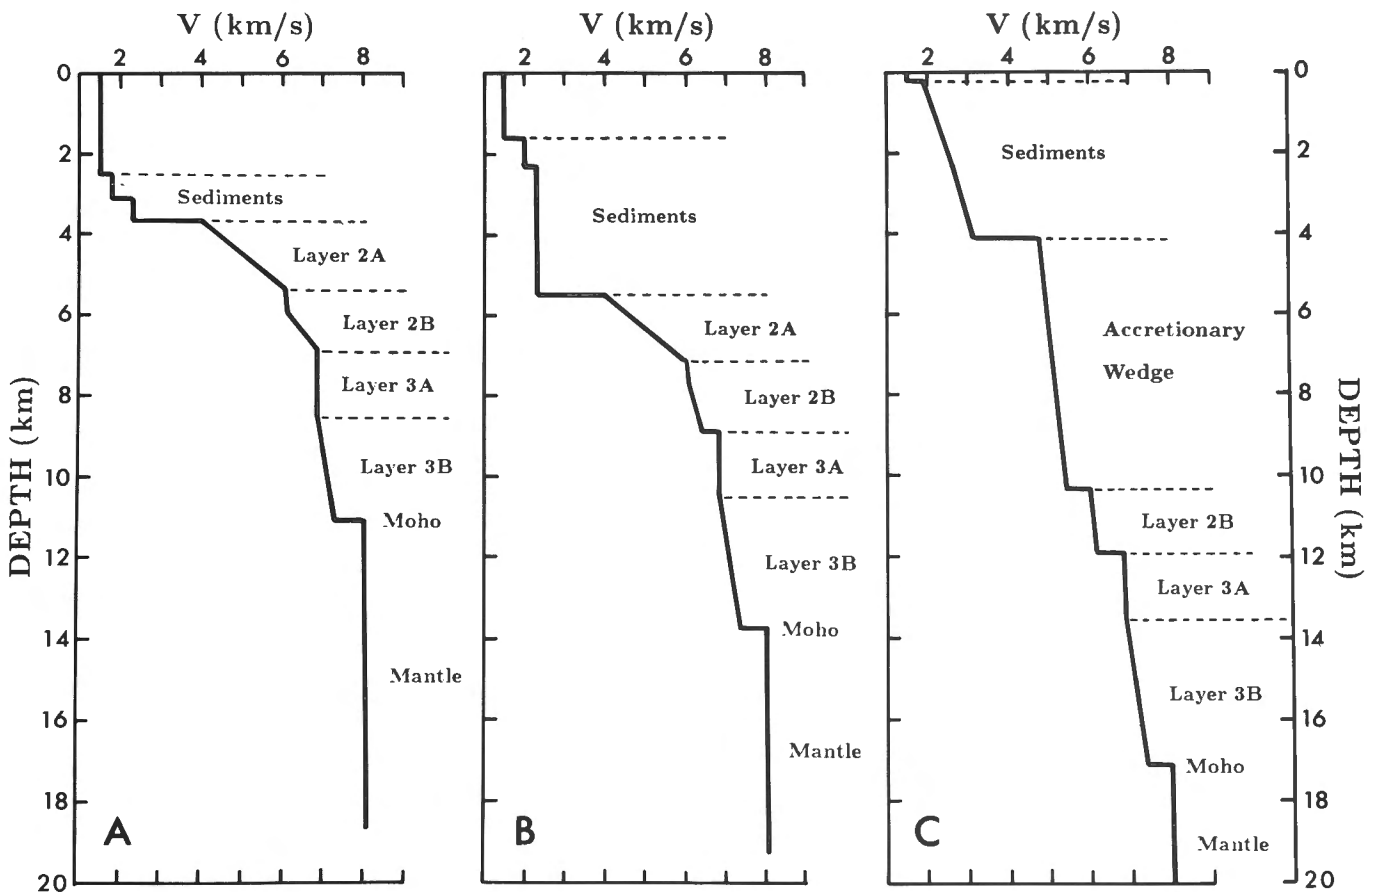 V (km/s)
V (km/s)
V (km/s)
2 4 6 8
2 4 6 8
2 4 6 8
DEPTH (km)
0
2
4
6
8
10
12
14
16
18
20
Sediments
Layer 2A
Layer 2B
Layer 3A
Layer 3B
Moho
Mantle
A
Sediments
Layer 2A
Layer 2B
Layer 3A
Layer 3B
Moho
Mantle
B
Sediments
Accretionary
Wedge
Layer 2B
Layer 3A
Layer 3B
Moho
Mantle
C
0
2
4
6
8
10
12
14
16
18
20
DEPTH (km)